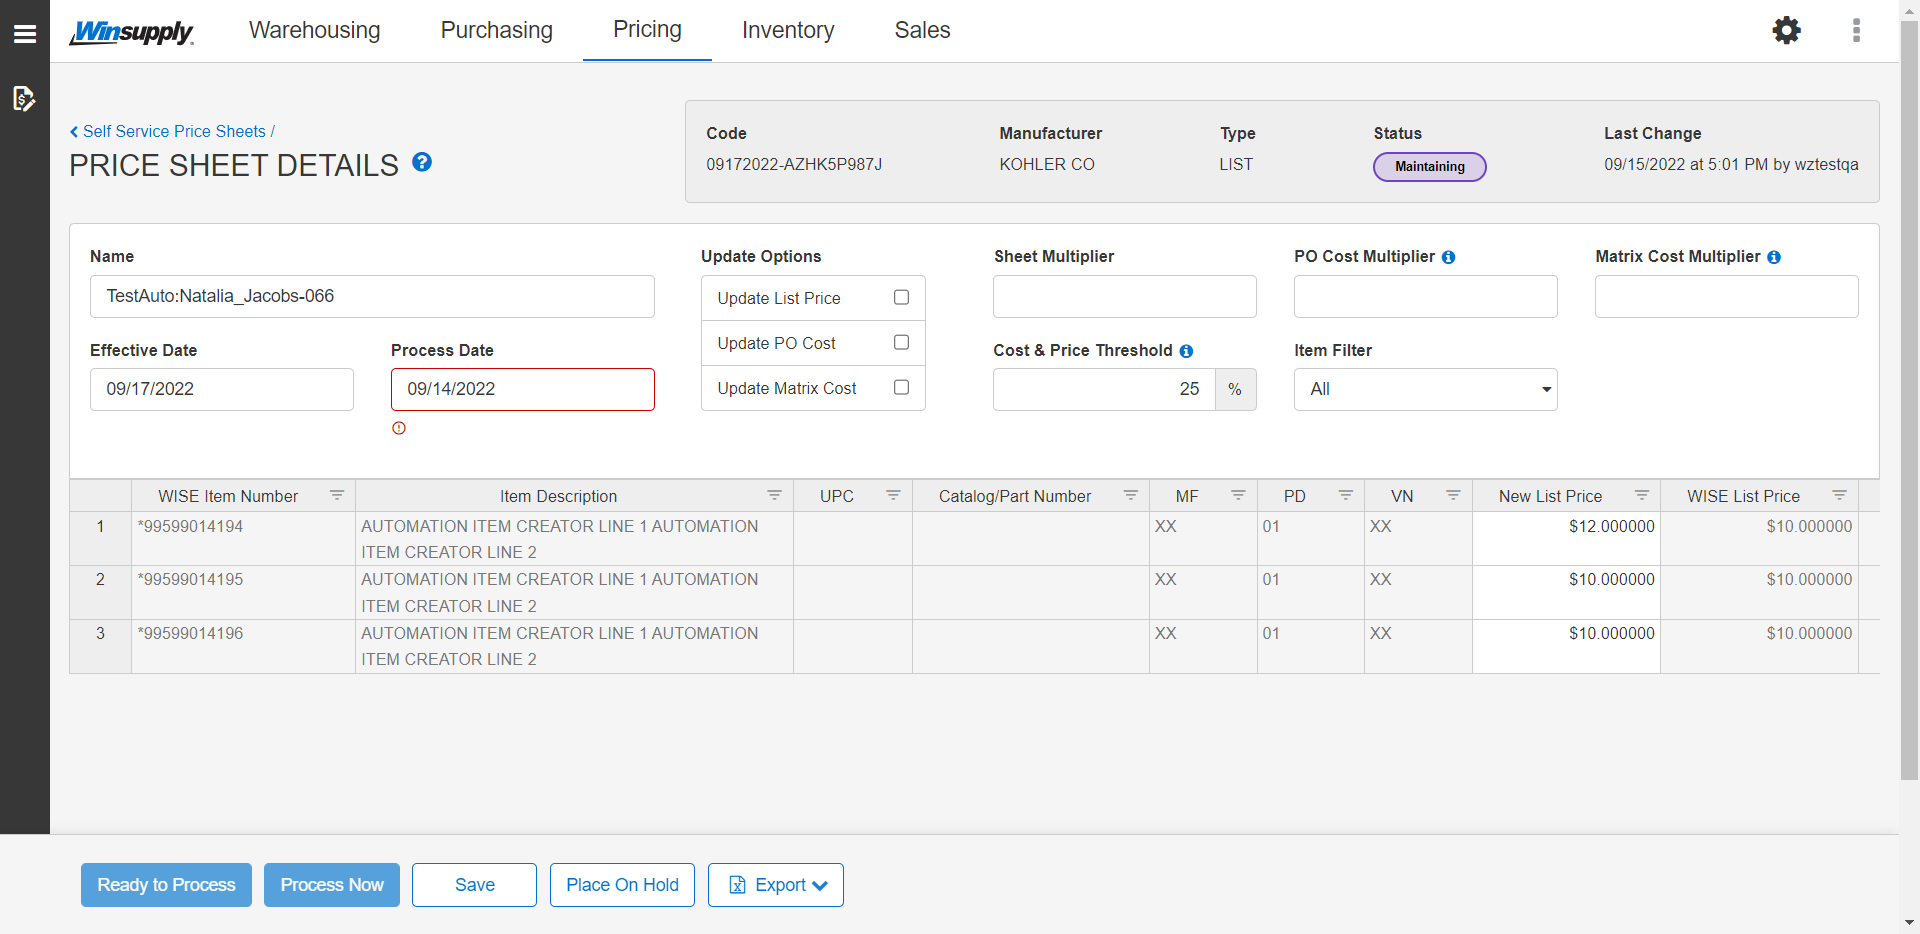 Winsupply
Warehousing
Purchasing
Pricing
Inventory
Sales
Self Service Price Sheets /
PRICE SHEET DETAILS ?
Code Manufacturer Type Status Last Change
09172022-AZHK5P987J KOHLER CO LIST Maintaining 09/15/2022 at 5:01 PM by wztestqa
Name
TestAuto:Natalia_Jacobs-066
Effective Date Process Date
09/17/2022 09/14/2022
Update Options
Update List Price
Update PO Cost
Update Matrix Cost
Sheet Multiplier PO Cost Multiplier Matrix Cost Multiplier
Cost & Price Threshold Item Filter
25 % All
WISE Item Number Item Description UPC Catalog/Part Number MF PD VN New List Price WISE List Price
1 *99599014194 AUTOMATION ITEM CREATOR LINE 1 AUTOMATION XX 01 XX $12.000000 $10.000000
ITEM CREATOR LINE 2
2 *99599014195 AUTOMATION ITEM CREATOR LINE 1 AUTOMATION XX 01 XX $10.000000 $10.000000
ITEM CREATOR LINE 2
3 *99599014196 AUTOMATION ITEM CREATOR LINE 1 AUTOMATION XX 01 XX $10.000000 $10.000000
ITEM CREATOR LINE 2
Ready to Process Process Now Save Place On Hold Export